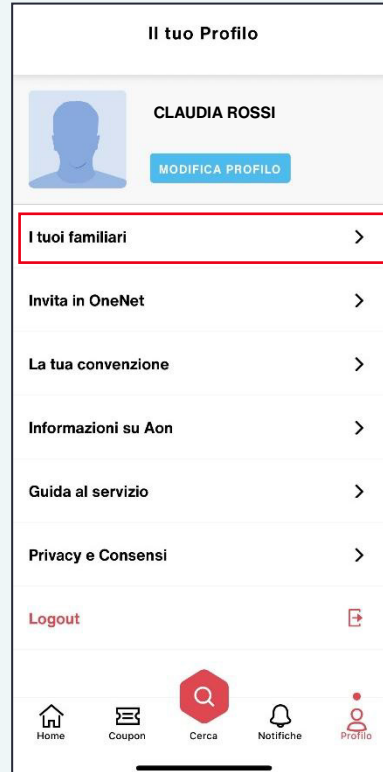 Il tuo Profilo
CLAUDIA ROSSI
MODIFICA PROFILO
I tuoi familiari
Invita in OneNet
La tua convenzione
Informazioni su Aon
Guida al servizio
Privacy e Consensi
Logout
Home Coupon Cerca Notifiche Profilo